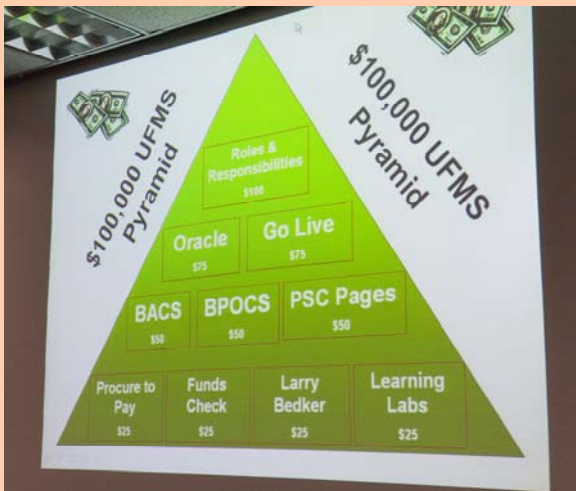 $100,000 UFMS
Pyramid
$100,000 UFMS
Pyramid
Roles &
Responsibilities
$100
Oracle
$75
Go Live
$75
BACS
$50
BPOCS
$50
PSC Pages
$50
Procure to
Pay
$25
Funds
Check
$25
Larry
Bedker
$25
Learning
Labs
$25